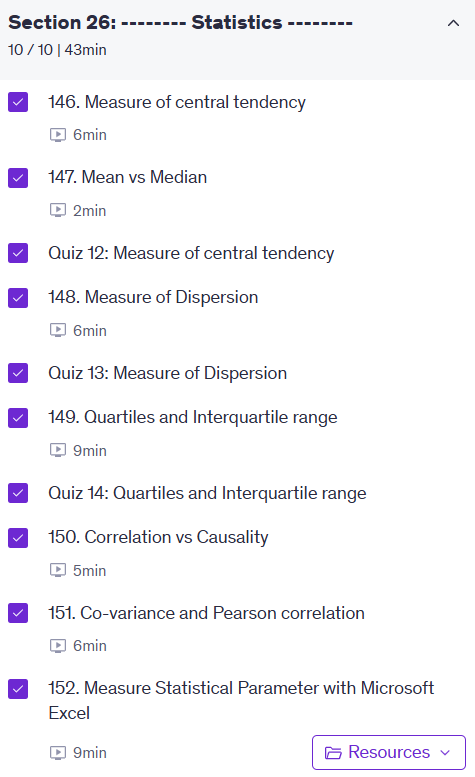 Section 26: -------- Statistics --------
10 / 10 | 43min
146. Measure of central tendency
6min
147. Mean vs Median
2min
Quiz 12: Measure of central tendency
148. Measure of Dispersion
6min
Quiz 13: Measure of Dispersion
149. Quartiles and Interquartile range
9min
Quiz 14: Quartiles and Interquartile range
150. Correlation vs Causality
5min
151. Co-variance and Pearson correlation
6min
152. Measure Statistical Parameter with Microsoft
Excel
9min
Resources